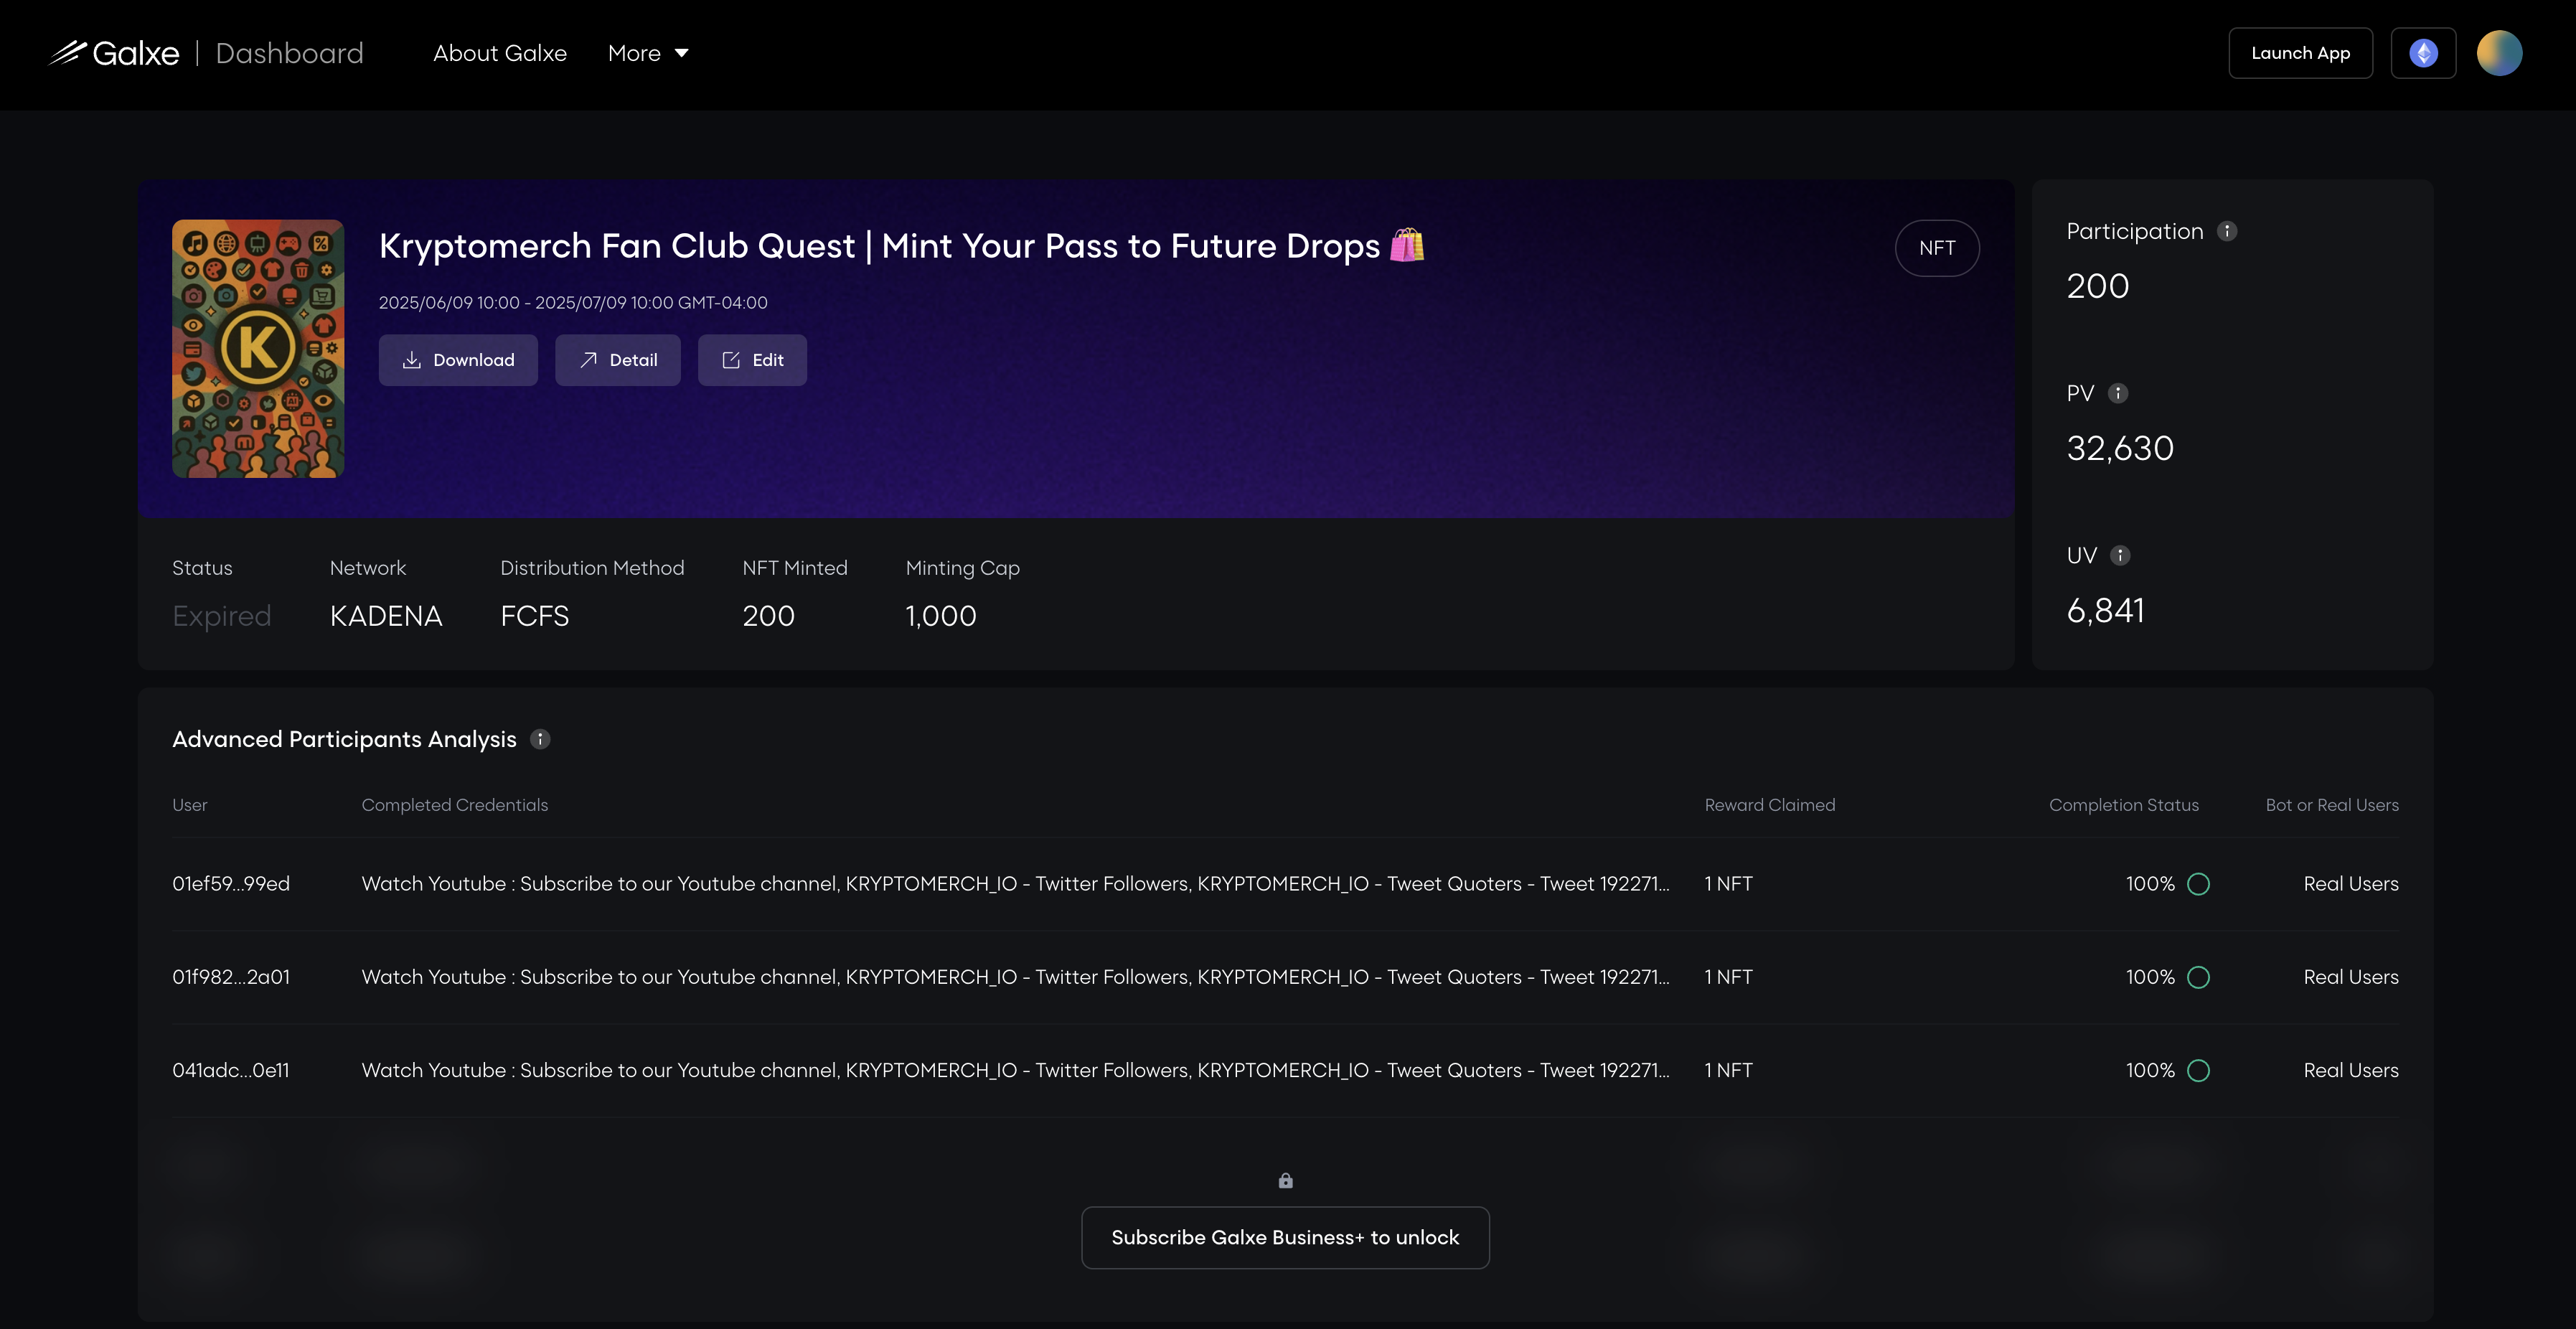 Galxe | Dashboard About Galxe More Launch App
Kryptomerch Fan Club Quest | Mint Your Pass to Future Drops 🛍️ NFT
2025/06/09 10:00 - 2025/07/09 10:00 GMT-04:00
Download Detail Edit
K
Participation
200
PV
32,630
UV
6,841
Status Network Distribution Method NFT Minted Minting Cap
Expired KADENA FCFS 200 1,000
Advanced Participants Analysis
User Completed Credentials Reward Claimed Completion Status Bot or Real Users
01ef59...99ed Watch Youtube : Subscribe to our Youtube channel, KRYPTOMERCH_IO - Twitter Followers, KRYPTOMERCH_IO - Tweet Quoters - Tweet 192271... 1 NFT 100% Real Users
01f982...2a01 Watch Youtube : Subscribe to our Youtube channel, KRYPTOMERCH_IO - Twitter Followers, KRYPTOMERCH_IO - Tweet Quoters - Tweet 192271... 1 NFT 100% Real Users
041adc...0e11 Watch Youtube : Subscribe to our Youtube channel, KRYPTOMERCH_IO - Twitter Followers, KRYPTOMERCH_IO - Tweet Quoters - Tweet 192271... 1 NFT 100% Real Users
Subscribe Galxe Business+ to unlock